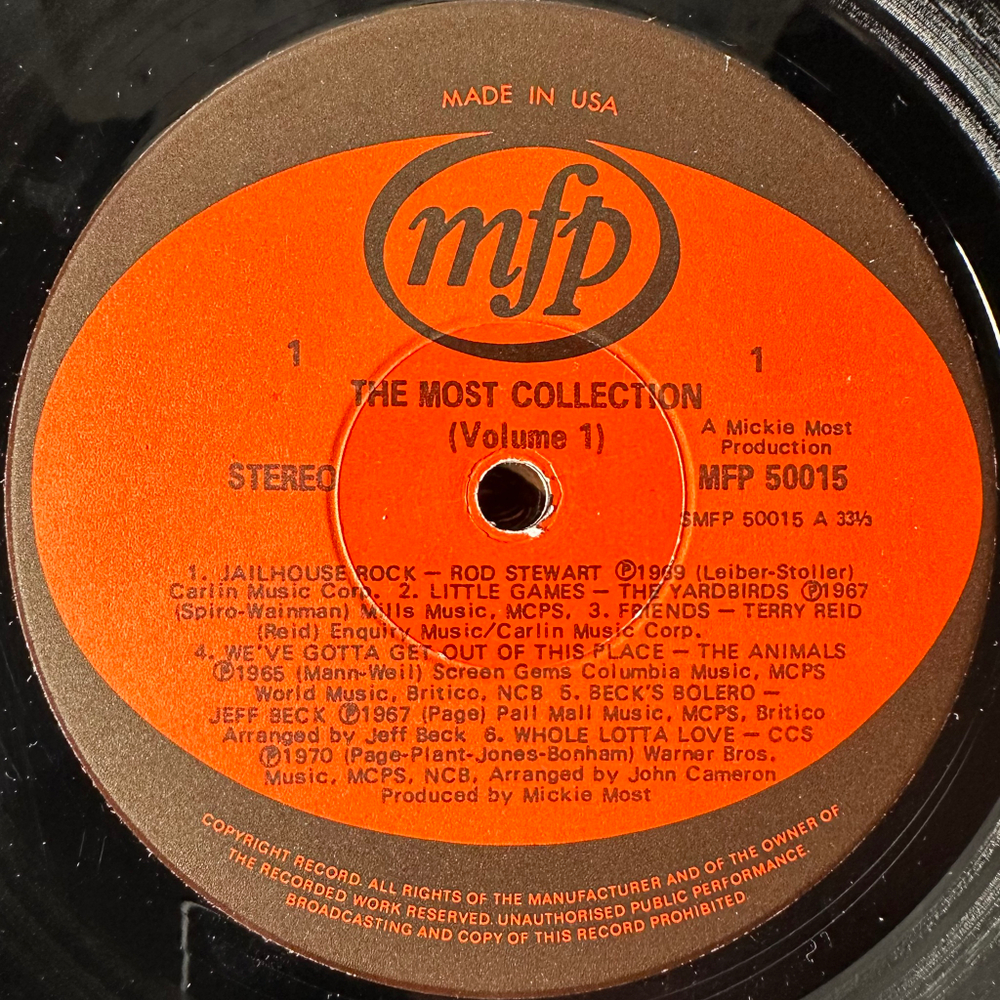 MADE IN USA
mfp
1 1
THE MOST COLLECTION
(Volume 1)
A Mickie Most
Production
STEREO MFP 50015
SMFP 50015 A 33⅓
1. JAILHOUSE ROCK — ROD STEWART ℗1969 (Leiber-Stoller)
Carlin Music Corp. 2. LITTLE GAMES — THE YARDBIRDS ℗1967
(Spiro-Wainman) Mills Music, MCPS, 3. FRIENDS — TERRY REID
(Reid) Enquiry Music/Carlin Music Corp.
4. WE'VE GOTTA GET OUT OF THIS PLACE — THE ANIMALS
℗1965 (Mann-Weil) Screen Gems Columbia Music, MCPS
World Music, Britico, NCB 5. BECK'S BOLERO —
JEFF BECK ℗1967 (Page) Pall Mall Music, MCPS, Britico
Arranged by Jeff Beck 6. WHOLE LOTTA LOVE — CCS
℗1970 (Page-Plant-Jones-Bonham) Warner Bros.
Music, MCPS, NCB, Arranged by John Cameron
Produced by Mickie Most
COPYRIGHT RECORD. ALL RIGHTS OF THE MANUFACTURER AND OF THE OWNER OF
THE RECORDED WORK RESERVED. UNAUTHORISED PUBLIC PERFORMANCE.
BROADCASTING AND COPY OF THIS RECORD PROHIBITED